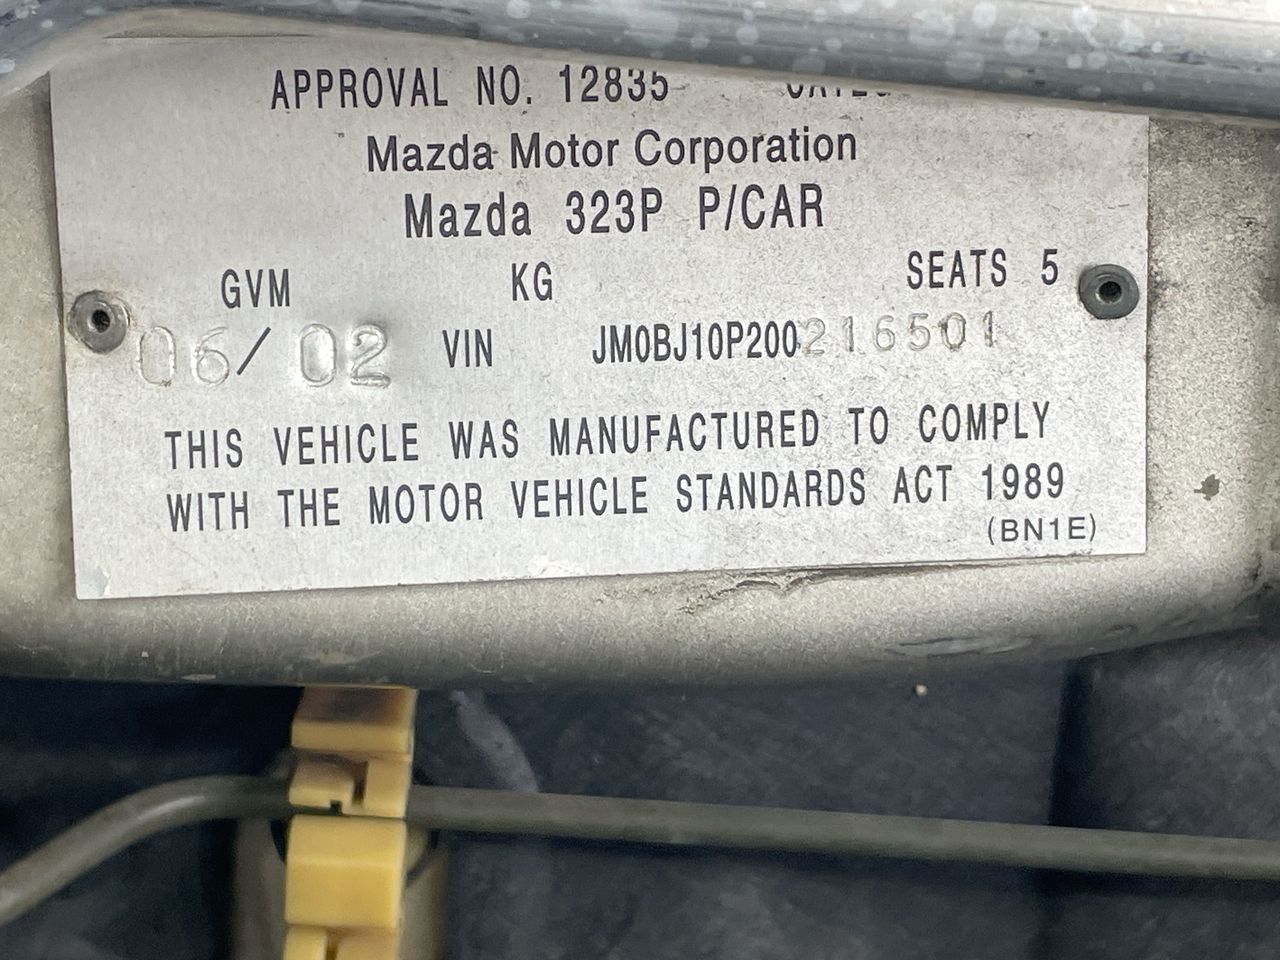 APPROVAL NO. 12835
Mazda Motor Corporation
Mazda 323P P/CAR
GVM KG SEATS 5
06/02 VIN JM0BJ10P200216501
THIS VEHICLE WAS MANUFACTURED TO COMPLY
WITH THE MOTOR VEHICLE STANDARDS ACT 1989
(BN1E)